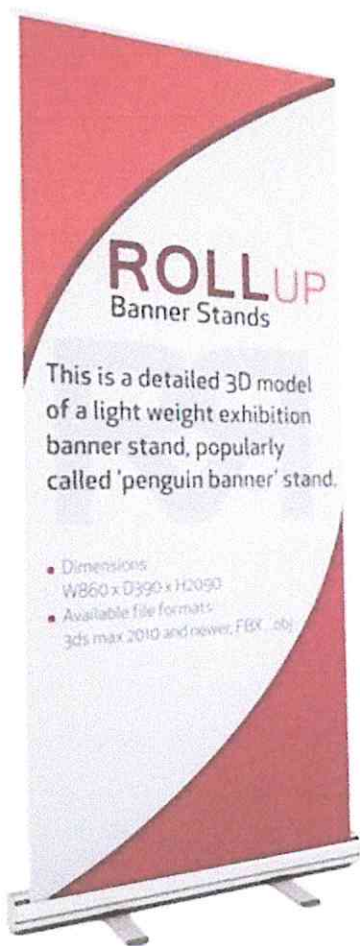 ROLLUP
Banner Stands
This is a detailed 3D model
of a light weight exhibition
banner stand, popularly
called 'penguin banner' stand.
Dimensions
W860 x D390 x H2090
Available file formats
3ds max 2010 and newer, FBX, .obj